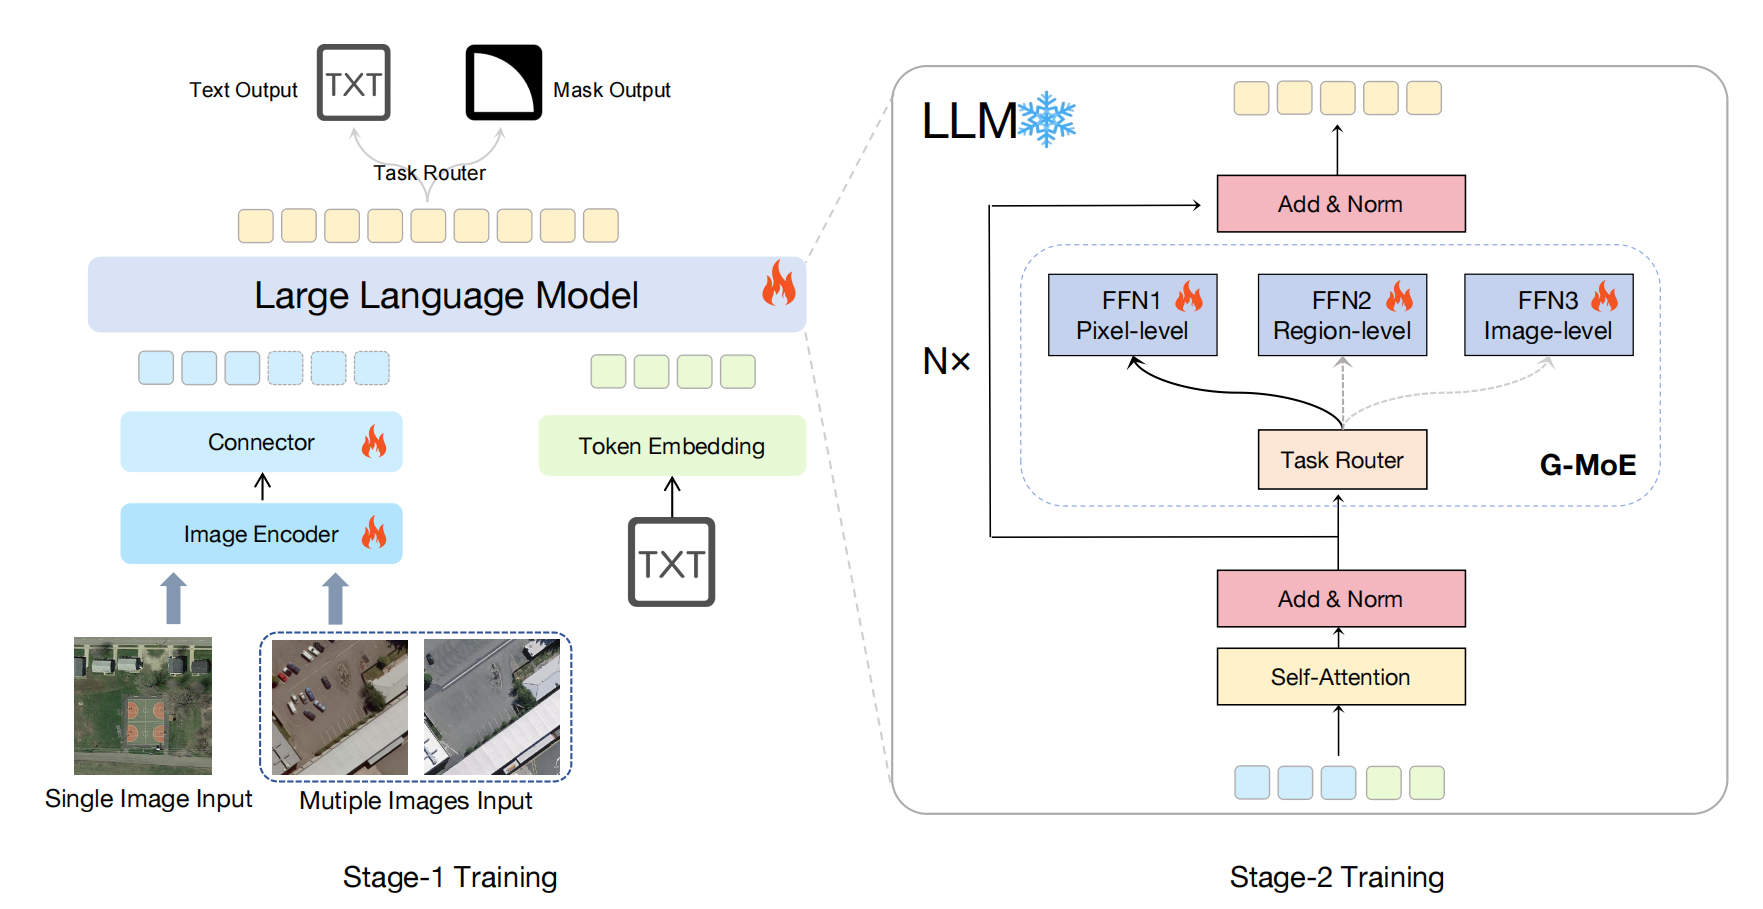 Text Output
TXT
Mask Output
Task Router
Large Language Model
Connector
Token Embedding
Image Encoder
TXT
Single Image Input
Mutiple Images Input
Stage-1 Training
LLM
Add & Norm
FFN1
Pixel-level
FFN2
Region-level
FFN3
Image-level
N×
Task Router
G-MoE
Add & Norm
Self-Attention
Stage-2 Training